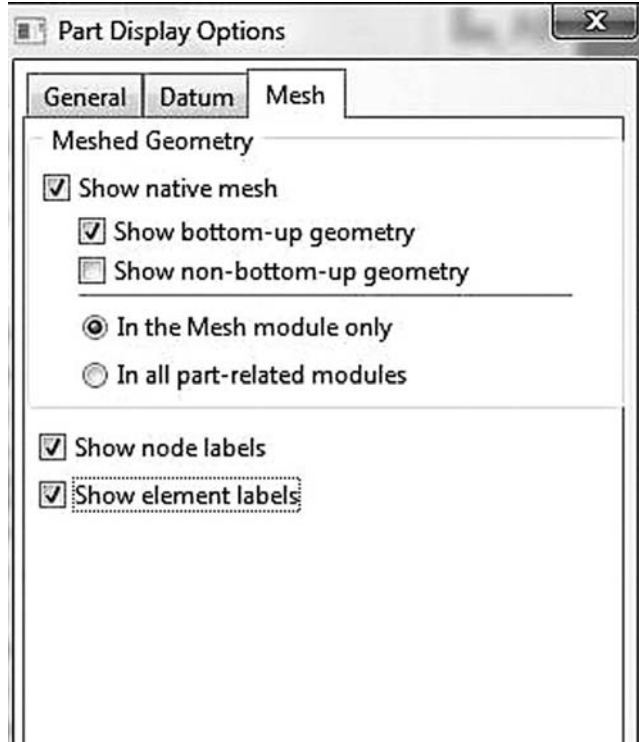 Part Display Options
General Datum Mesh
Meshed Geometry
Show native mesh
Show bottom-up geometry
Show non-bottom-up geometry
In the Mesh module only
In all part-related modules
Show node labels
Show element labels